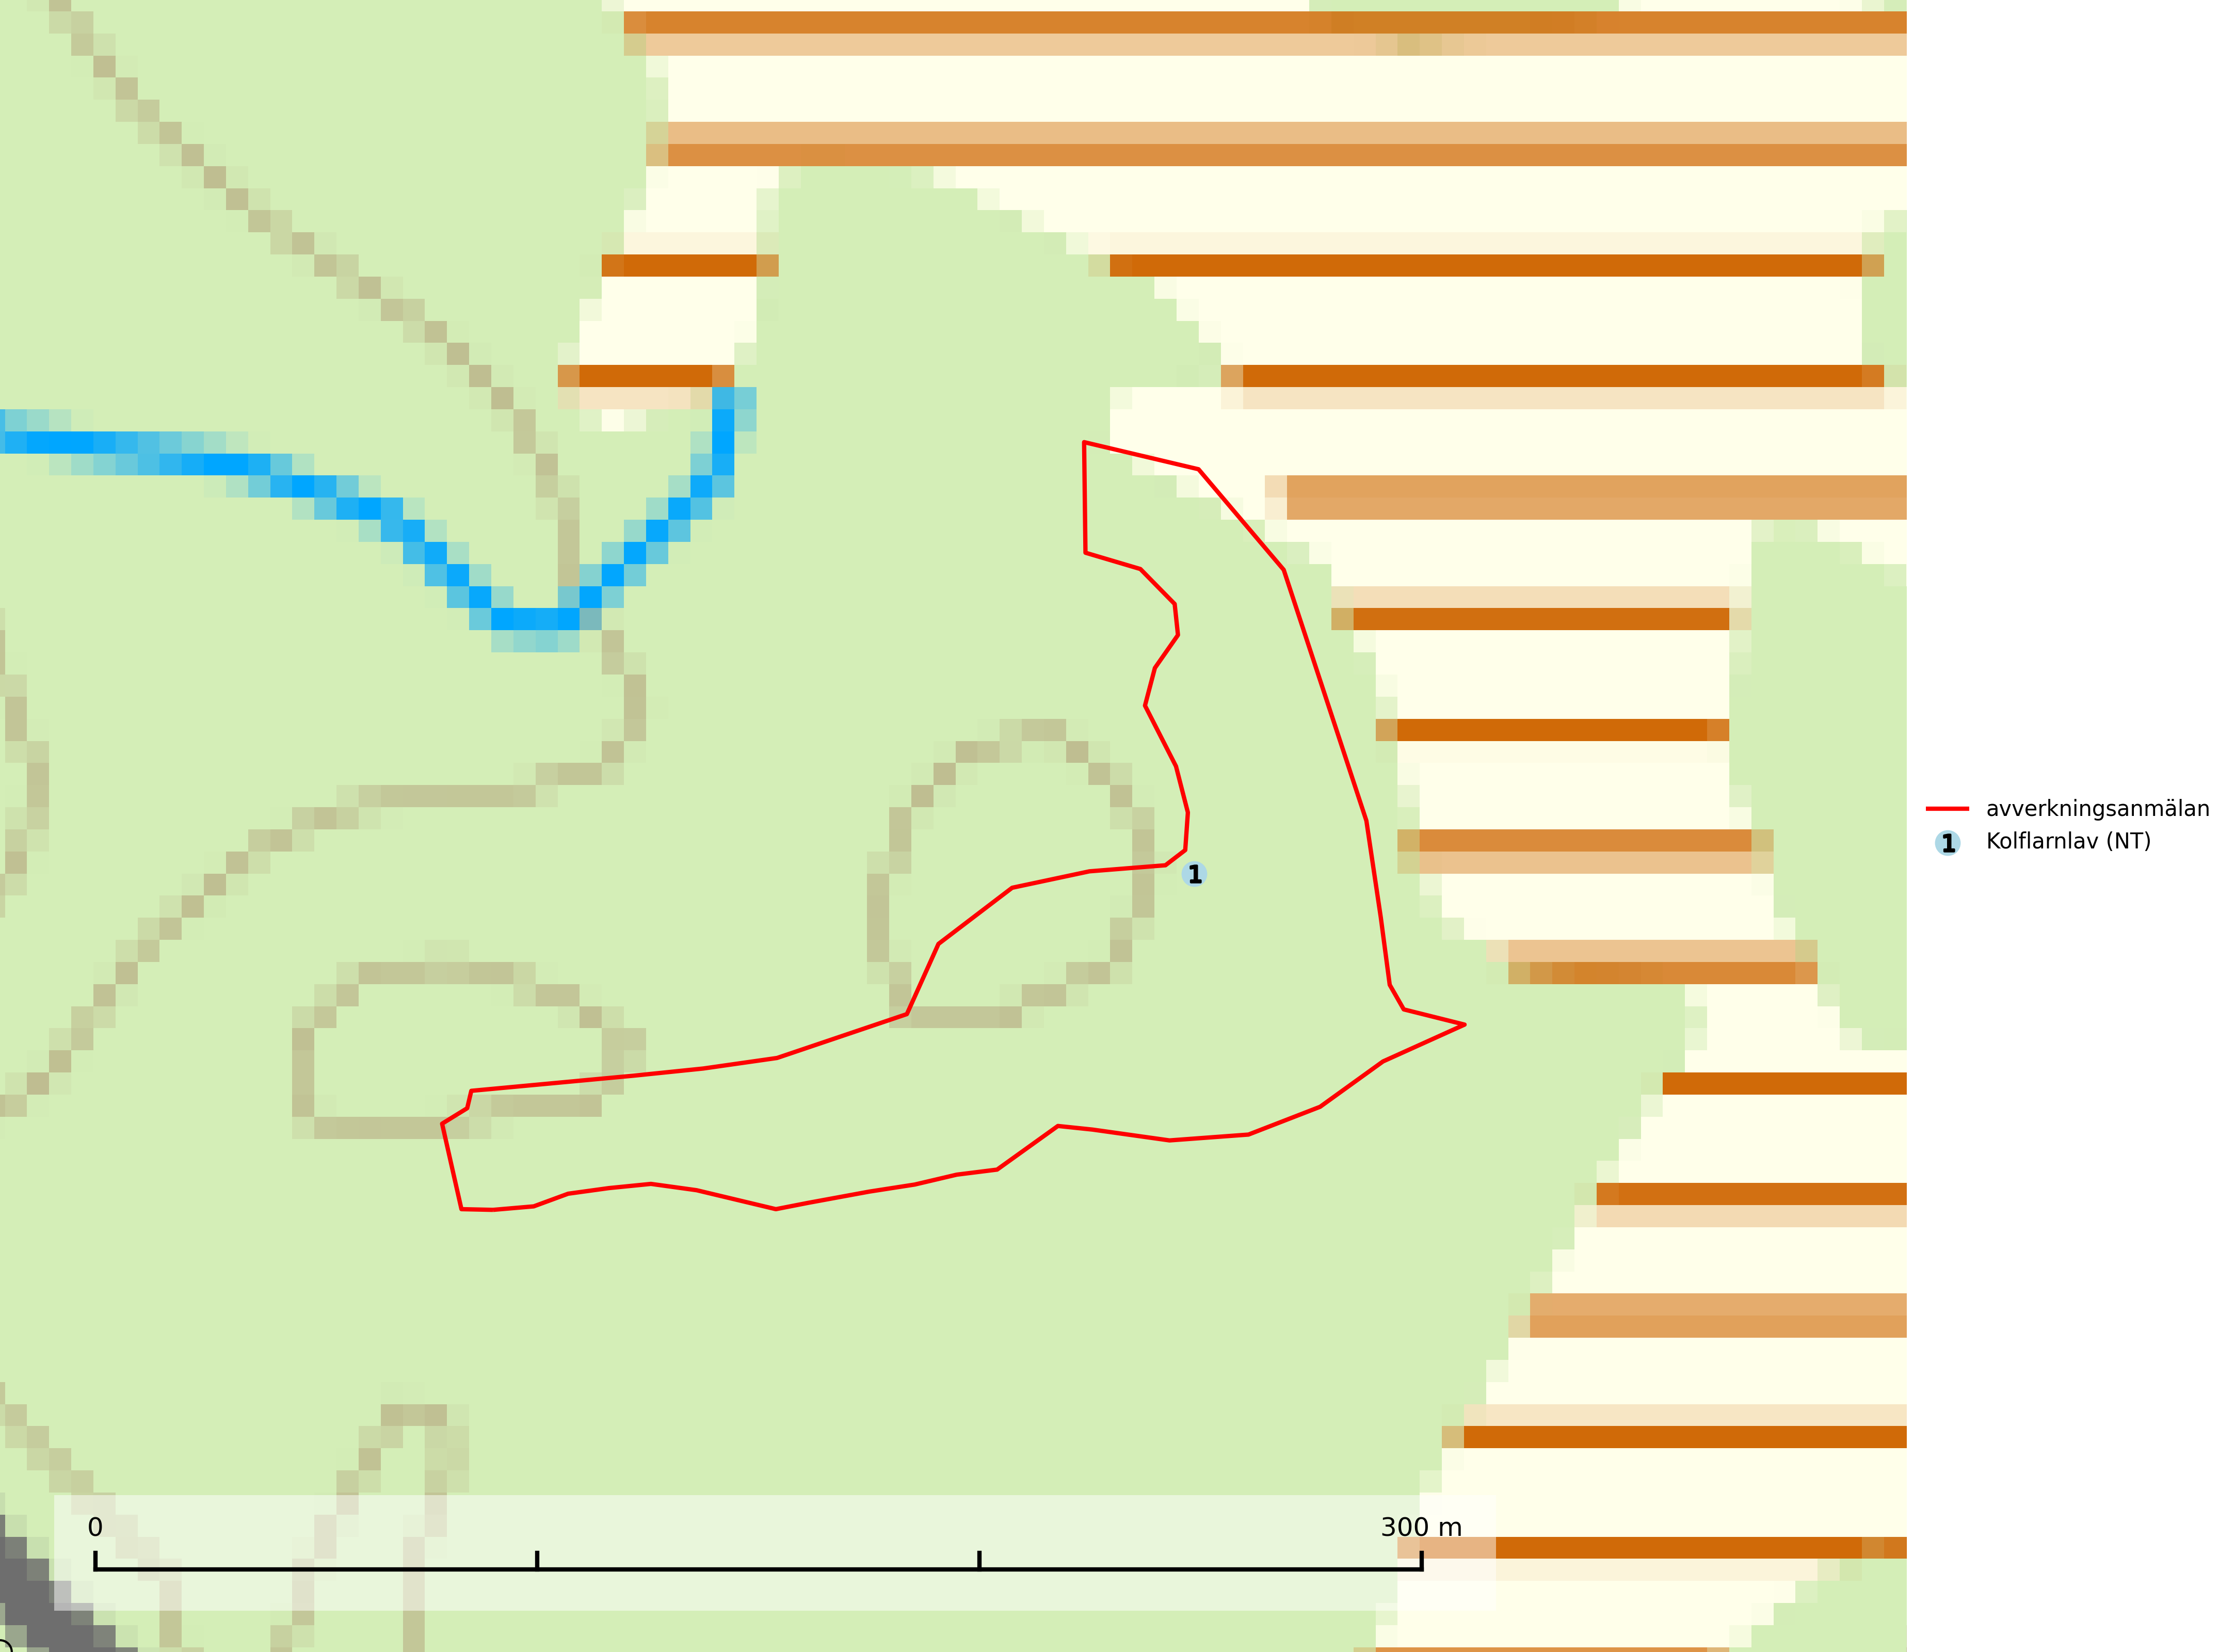 avverkningsanmälan
1 Kolflarnlav (NT)
1
0 300 m